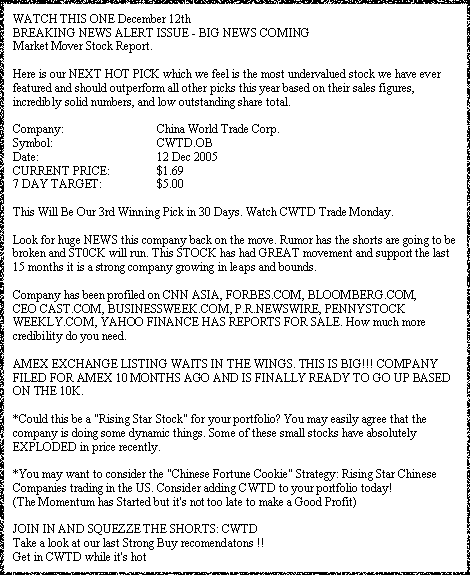 WATCH THIS ONE December 12th
BREAKING NEWS ALERT ISSUE - BIG NEWS COMING
Market Mover Stock Report.
Here is our NEXT HOT PICK which we feel is the most undervalued stock we have ever
featured and should outperform all other picks this year based on their sales figures,
incredibly solid numbers, and low outstanding share total.
Company: China World Trade Corp.
Symbol: CWTD.OB
Date: 12 Dec 2005
CURRENT PRICE: $1.69
7 DAY TARGET: $5.00
This Will Be Our 3rd Winning Pick in 30 Days. Watch CWTD Trade Monday.
Look for huge NEWS this company back on the move. Rumor has the shorts are going to be
broken and ST0CK will run. This STOCK has had GREAT movement and support the last
15 months it is a strong company growing in leaps and bounds.
Company has been profiled on CNN ASIA, FORBES.COM, BLOOMBERG.COM,
CEO CAST.COM, BUSINESSWEEK.COM, P.R.NEWSWIRE, PENNYSTOCK
WEEKLY.COM, YAHOO FINANCE HAS REPORTS FOR SALE. How much more
credibility do you need.
AMEX EXCHANGE LISTING WAITS IN THE WINGS. THIS IS BIG!!! COMPANY
FILED FOR AMEX 10 MONTHS AGO AND IS FINALLY READY TO GO UP BASED
ON THE 10K.
*Could this be a "Rising Star Stock" for your portfolio? You may easily agree that the
company is doing some dynamic things. Some of these small stocks have absolutely
EXPLODED in price recently.
*You may want to consider the "Chinese Fortune Cookie" Strategy: Rising Star Chinese
Companies trading in the US. Consider adding CWTD to your portfolio today!
(The Momentum has Started but it's not too late to make a Good Profit)
JOIN IN AND SQUEZZE THE SHORTS: CWTD
Take a look at our last Strong Buy recomendatons !!
Get in CWTD while it's hot